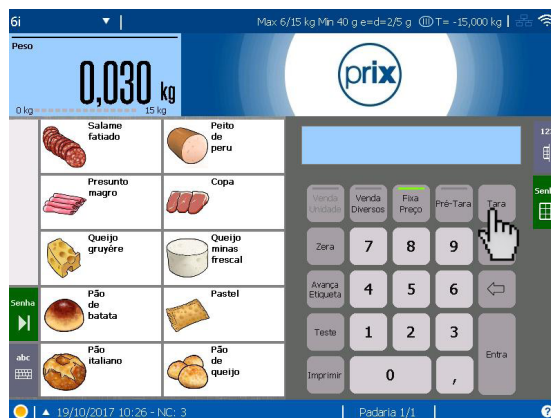 6i
Max 6/15 kg Min 40 g e=d=2/5 g III T= -15,000 kg
Peso
0,030 kg
0 kg
15 kg
prix
Salame
fatiado
Peito
de
peru
Presunto
magro
Copa
Queijo
gruyère
Queijo
minas
frescal
Pão
de
batata
Pastel
Pão
italiano
Pão
de
queijo
Senha
abc
Venda
Unidade
Venda
Diversos
Fixa
Preço
Pré-Tara
Tara
Zera
7
8
9
Avança
Etiqueta
4
5
6
Teste
1
2
3
Entra
Imprimir
0
,
123
Senh
19/10/2017 10:26 - NC: 3
Padaria 1/1
?